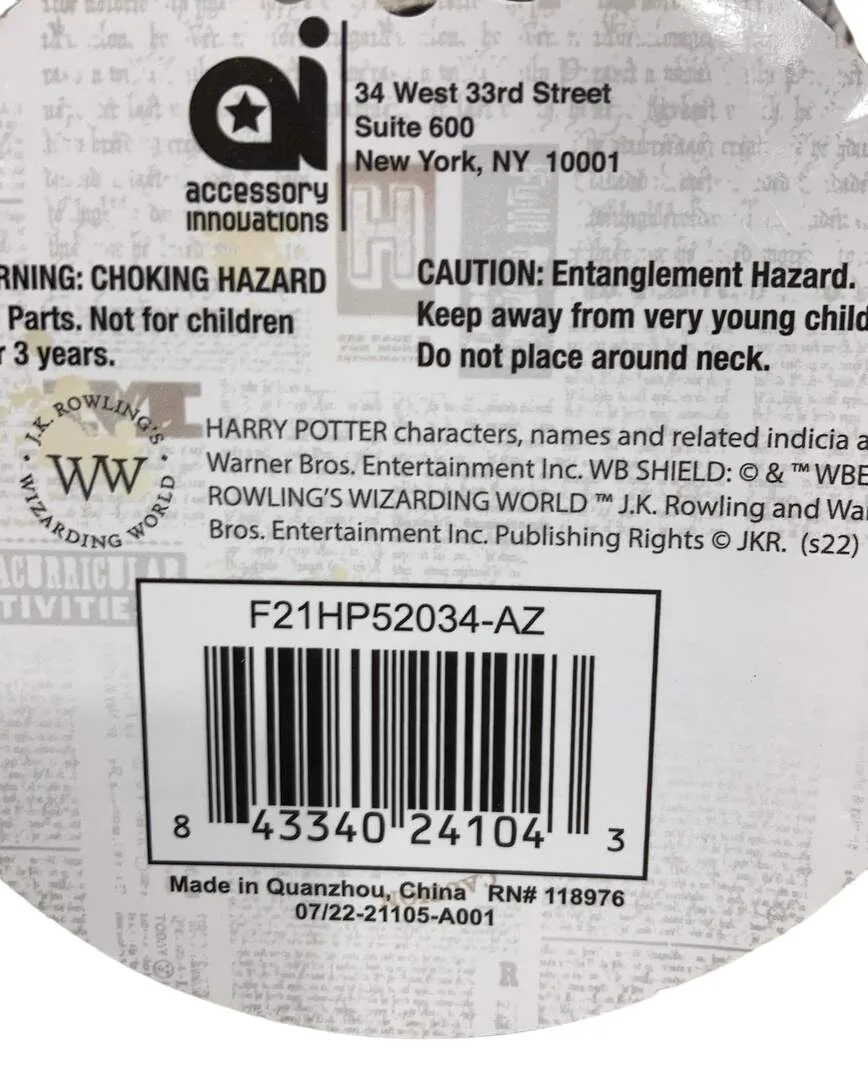 ai
34 West 33rd Street
Suite 600
New York, NY 10001
accessory
innovations
RNING: CHOKING HAZARD
Parts. Not for children
r 3 years.
CAUTION: Entanglement Hazard.
Keep away from very young child
Do not place around neck.
J.K. ROWLING'S
WW
WIZARDING WORLD
HARRY POTTER characters, names and related indicia a
Warner Bros. Entertainment Inc. WB SHIELD: © & ™ WBE
ROWLING'S WIZARDING WORLD ™ J.K. Rowling and Wa
Bros. Entertainment Inc. Publishing Rights © JKR. (s22)
F21HP52034-AZ
8 43340 24104 3
Made in Quanzhou, China RN# 118976
07/22-21105-A001